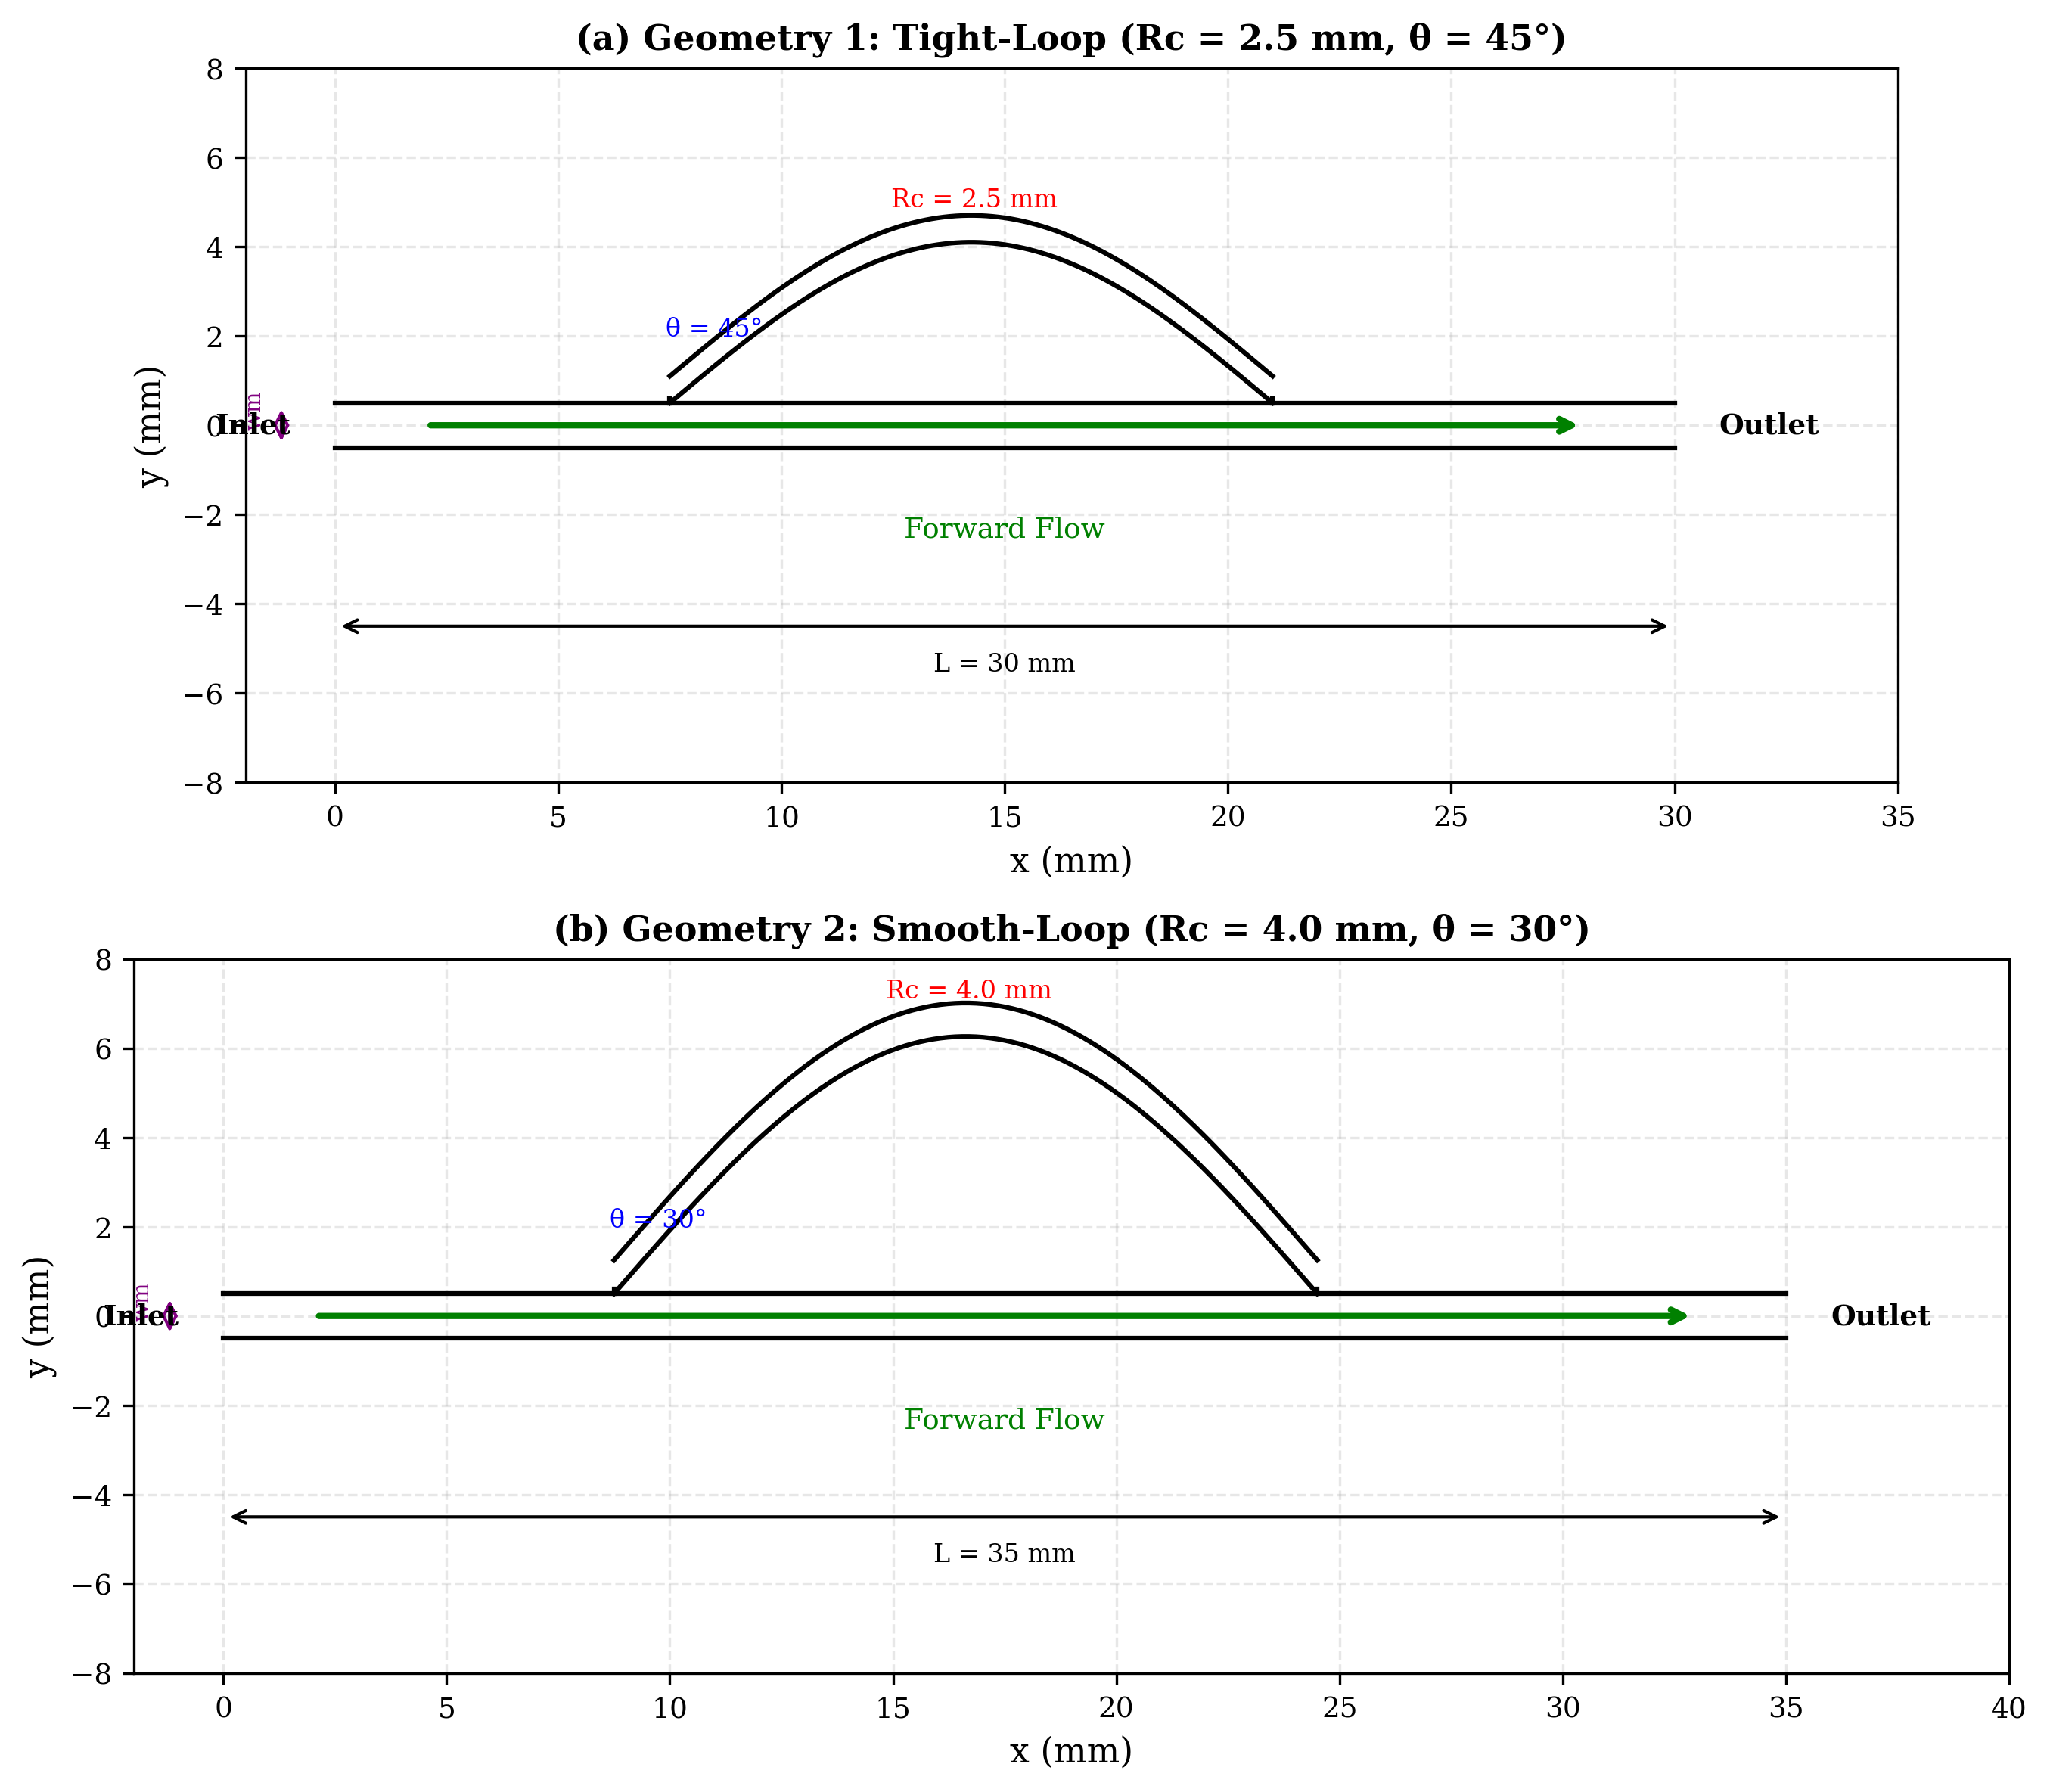 (a) Geometry 1: Tight-Loop (Rc = 2.5 mm, θ = 45°)
8
6
4
2
0
−2
−4
−6
−8
y (mm)
Rc = 2.5 mm
θ = 45°
Inlet
Outlet
Forward Flow
L = 30 mm
0
5
10
15
20
25
30
35
x (mm)
(b) Geometry 2: Smooth-Loop (Rc = 4.0 mm, θ = 30°)
8
6
4
2
0
−2
−4
−6
−8
y (mm)
Rc = 4.0 mm
θ = 30°
Inlet
Outlet
Forward Flow
L = 35 mm
0
5
10
15
20
25
30
35
40
x (mm)